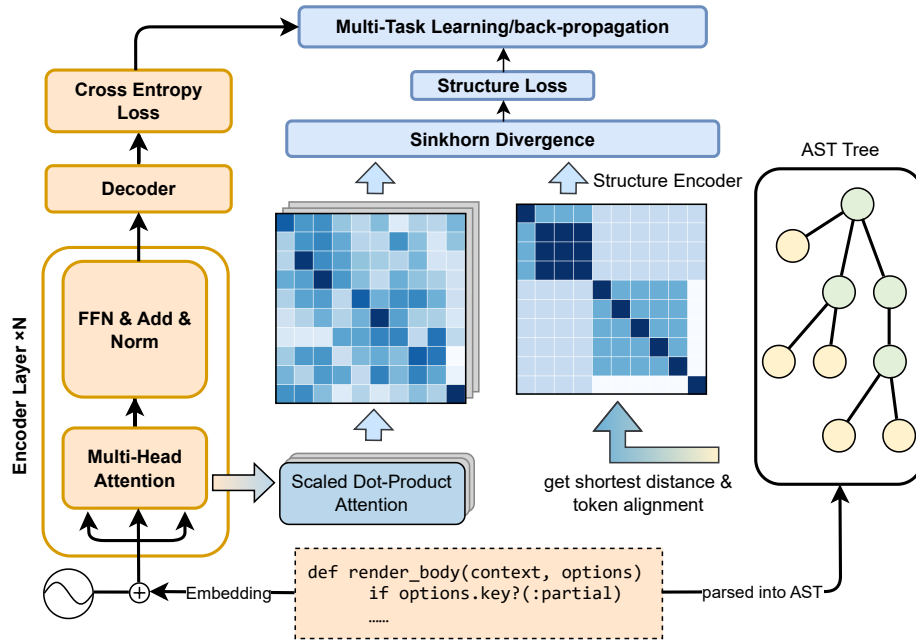 Multi-Task Learning/back-propagation
Cross Entropy
Loss
Structure Loss
Sinkhorn Divergence
AST Tree
Decoder
Structure Encoder
FFN & Add &
Norm
Encoder Layer ×N
Multi-Head
Attention
Scaled Dot-Product
Attention
get shortest distance &
token alignment
+
Embedding
def render_body(context, options)
if options.key?(:partial)
......
parsed into AST